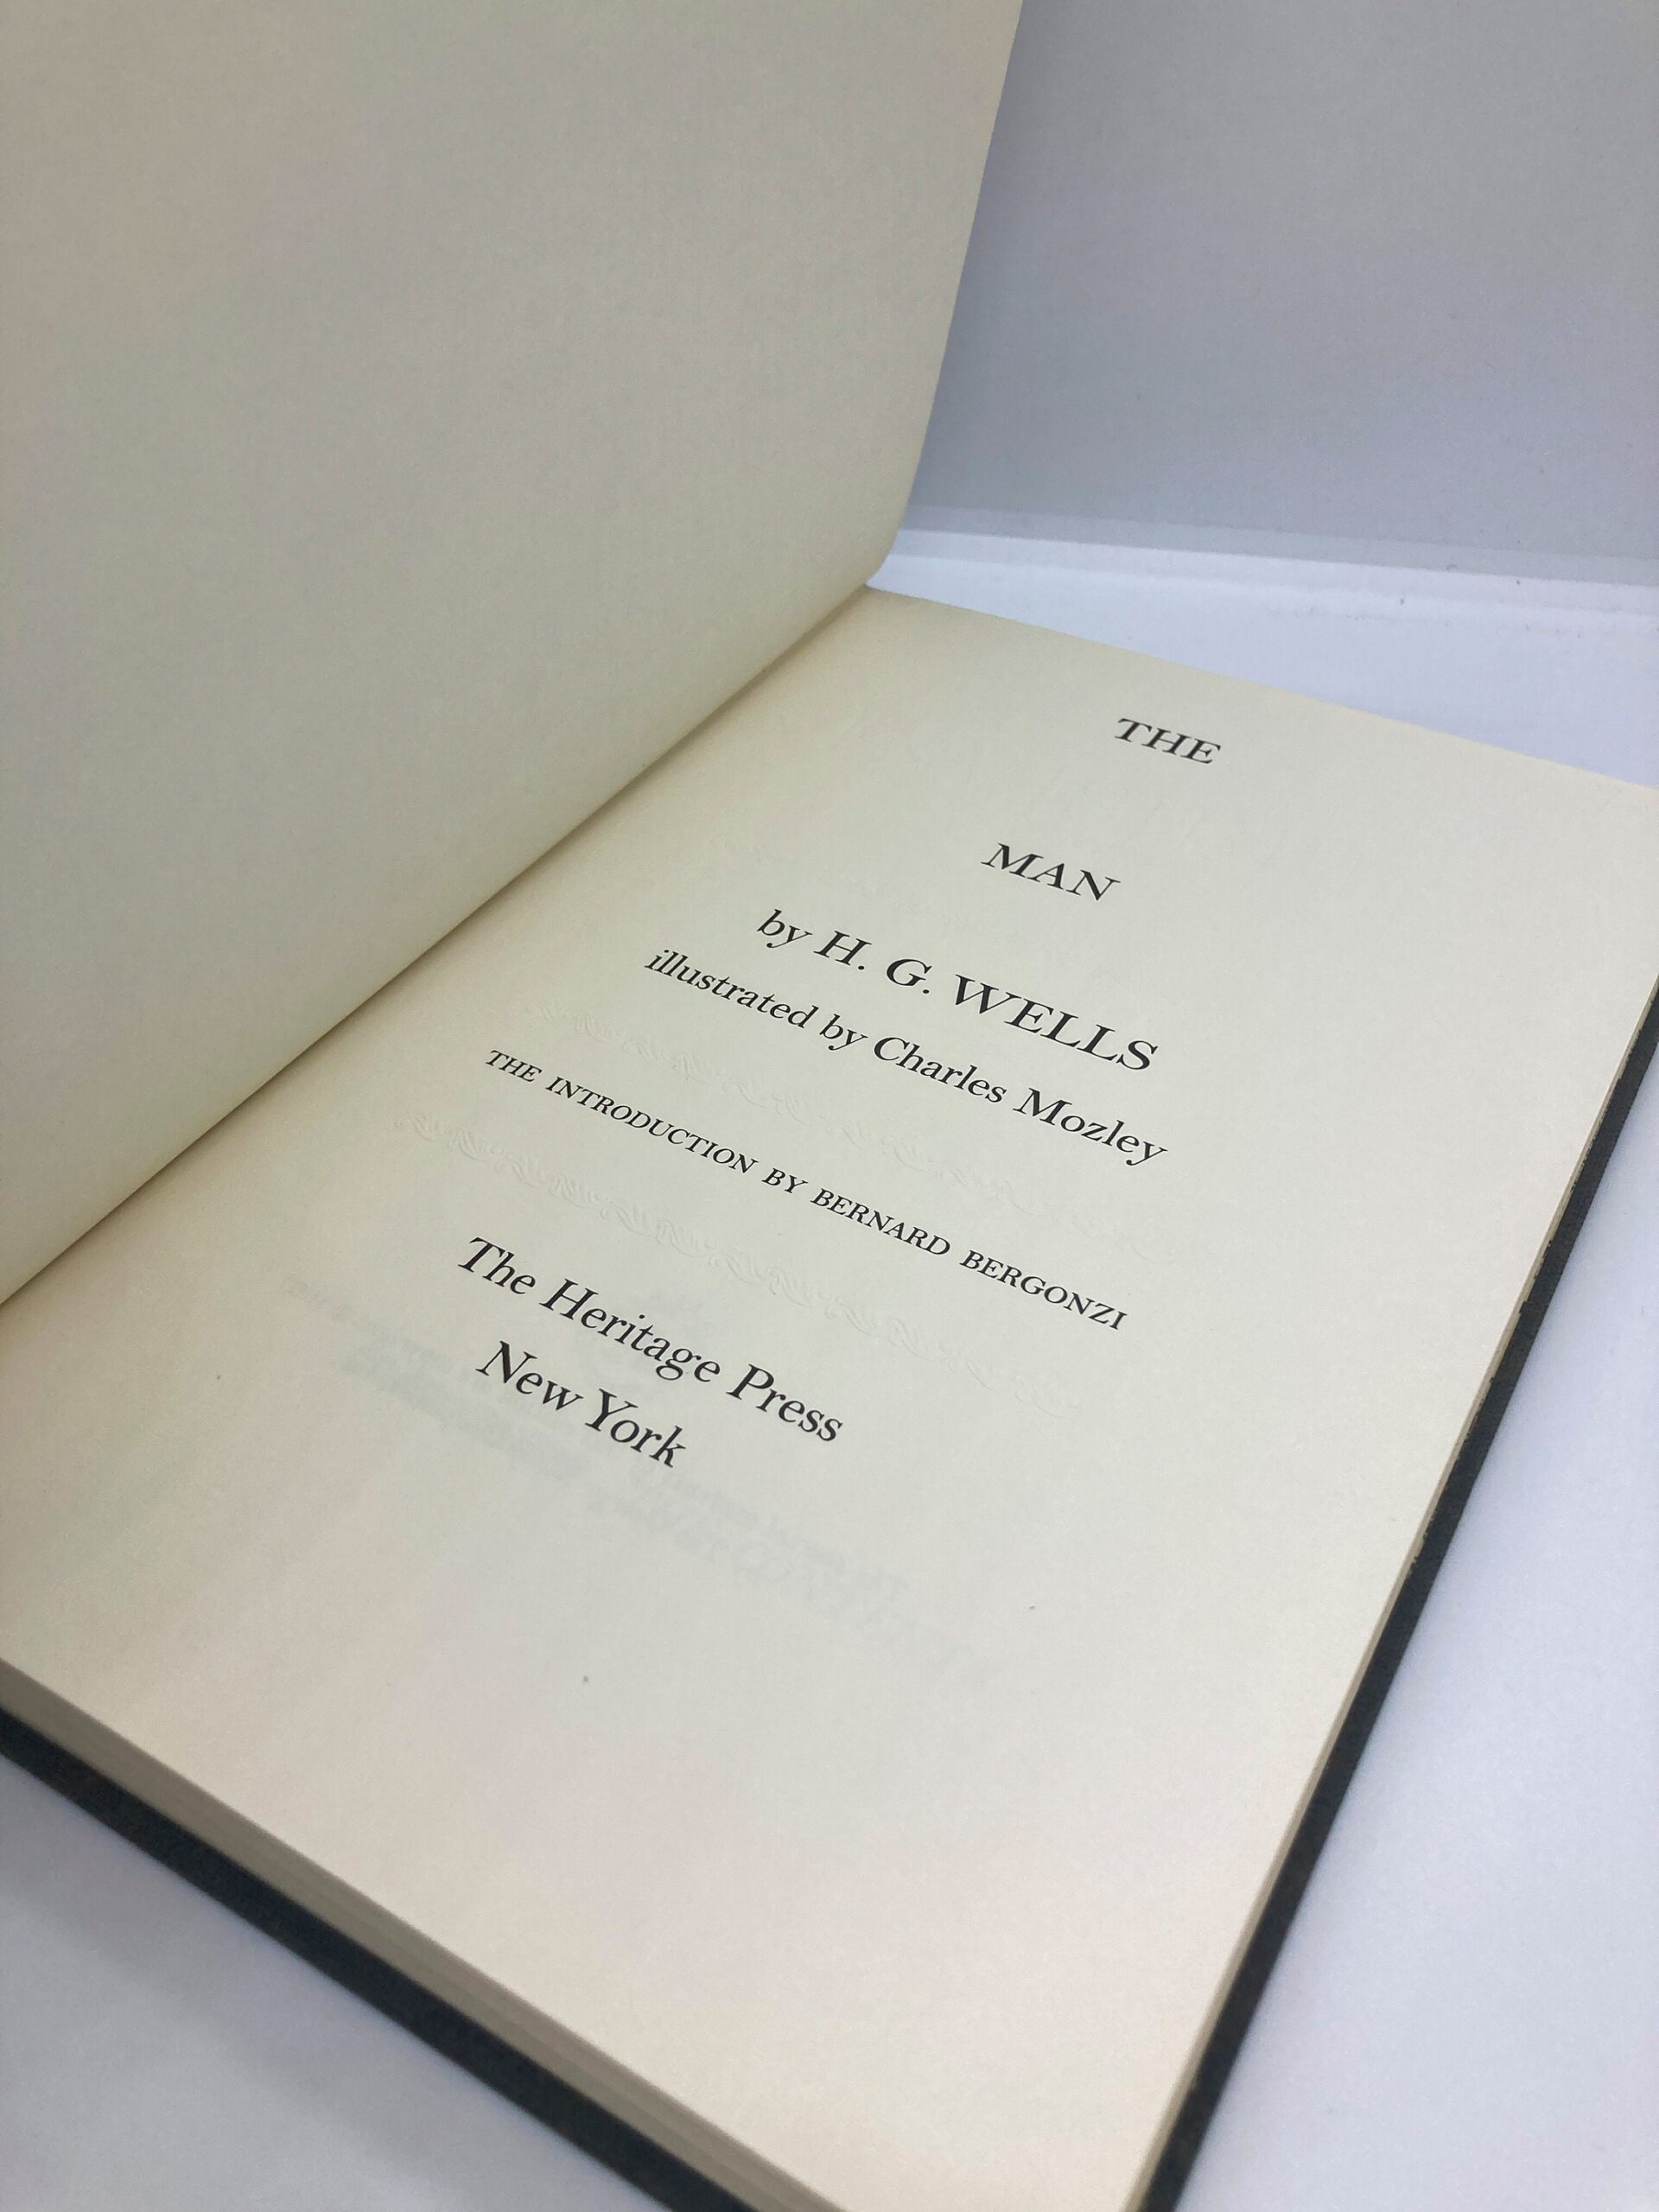 THE
MAN
by H. G. WELLS
illustrated by Charles Mozley
THE INTRODUCTION BY BERNARD BERGONZI
The Heritage Press
New York